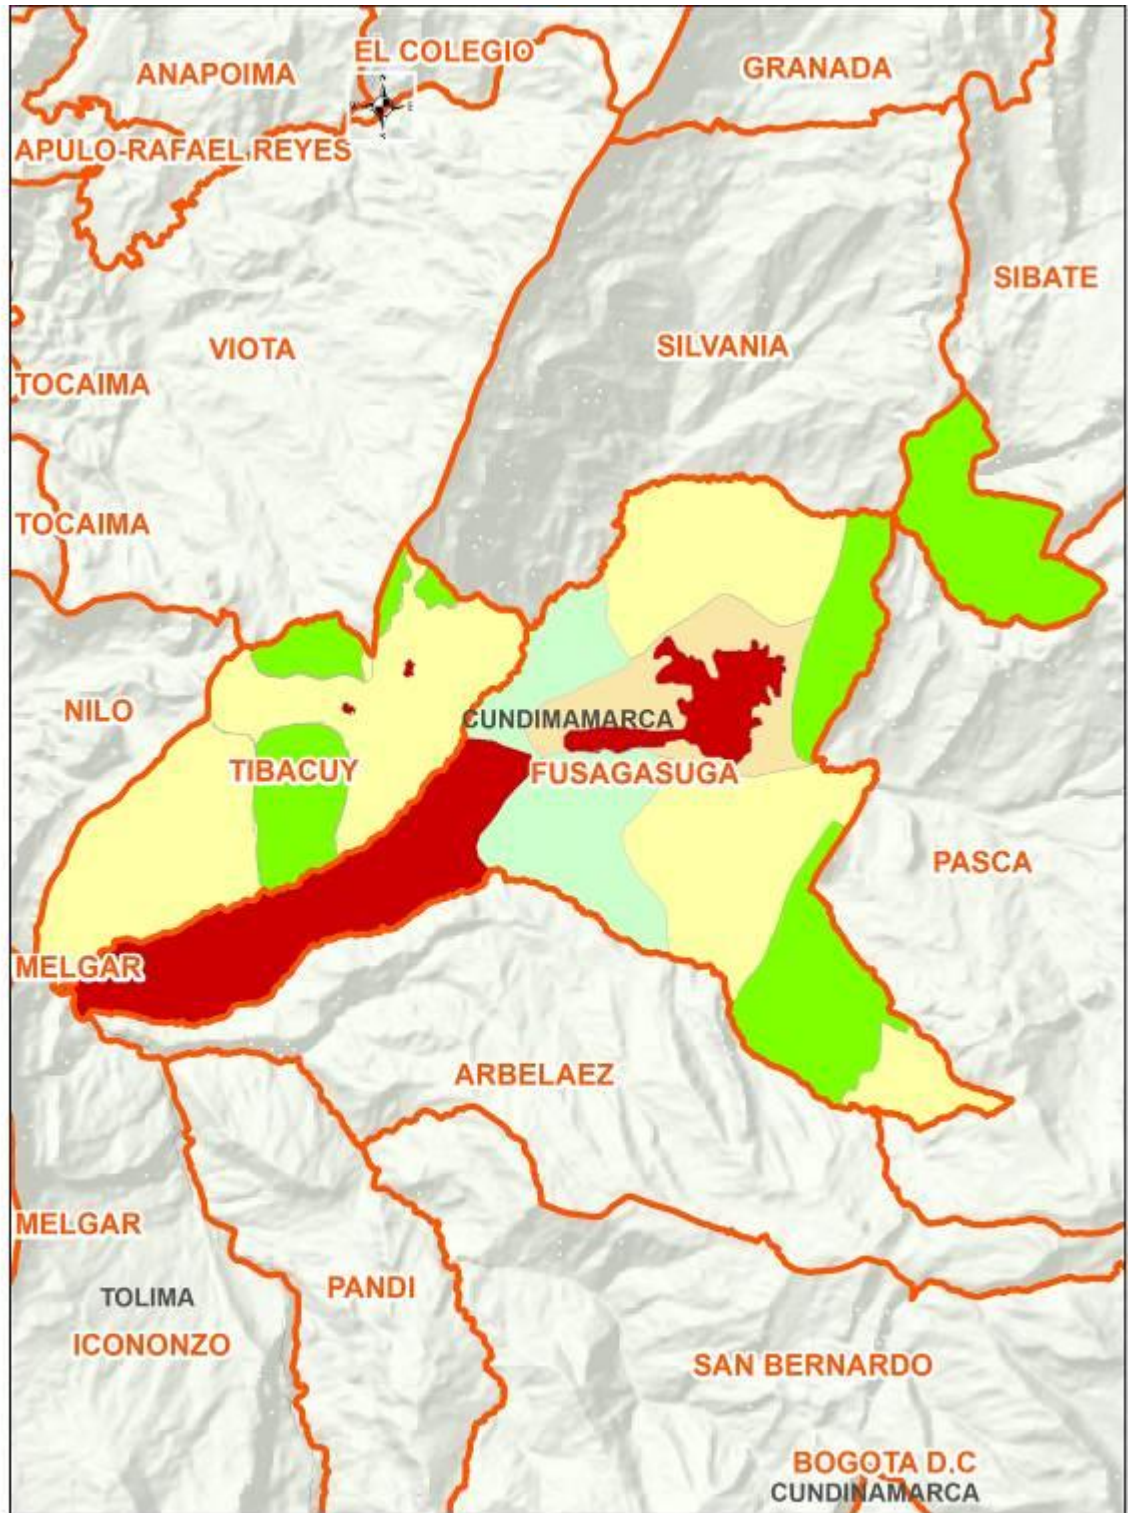 EL COLEGIO
ANAPOIMA
GRANADA
APULO-RAFAEL REYES
SIBATE
VIOTA
SILVANIA
TOCAIMA
TOCAIMA
NILO
CUNDIMAMARCA
TIBACUY
FUSAGASUGA
PASCA
MELGAR
ARBELAEZ
MELGAR
PANDI
TOLIMA
ICONONZO
SAN BERNARDO
BOGOTA D.C
CUNDINAMARCA